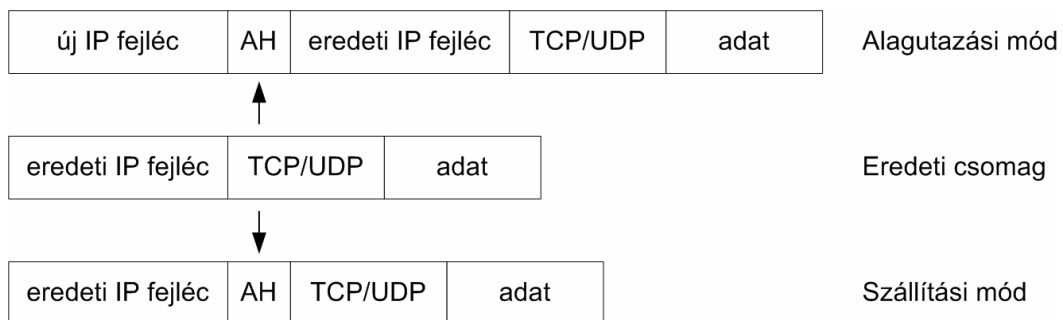 új IP fejléc AH eredeti IP fejléc TCP/UDP adat Alagutazási mód
eredeti IP fejléc TCP/UDP adat Eredeti csomag
eredeti IP fejléc AH TCP/UDP adat Szállítási mód